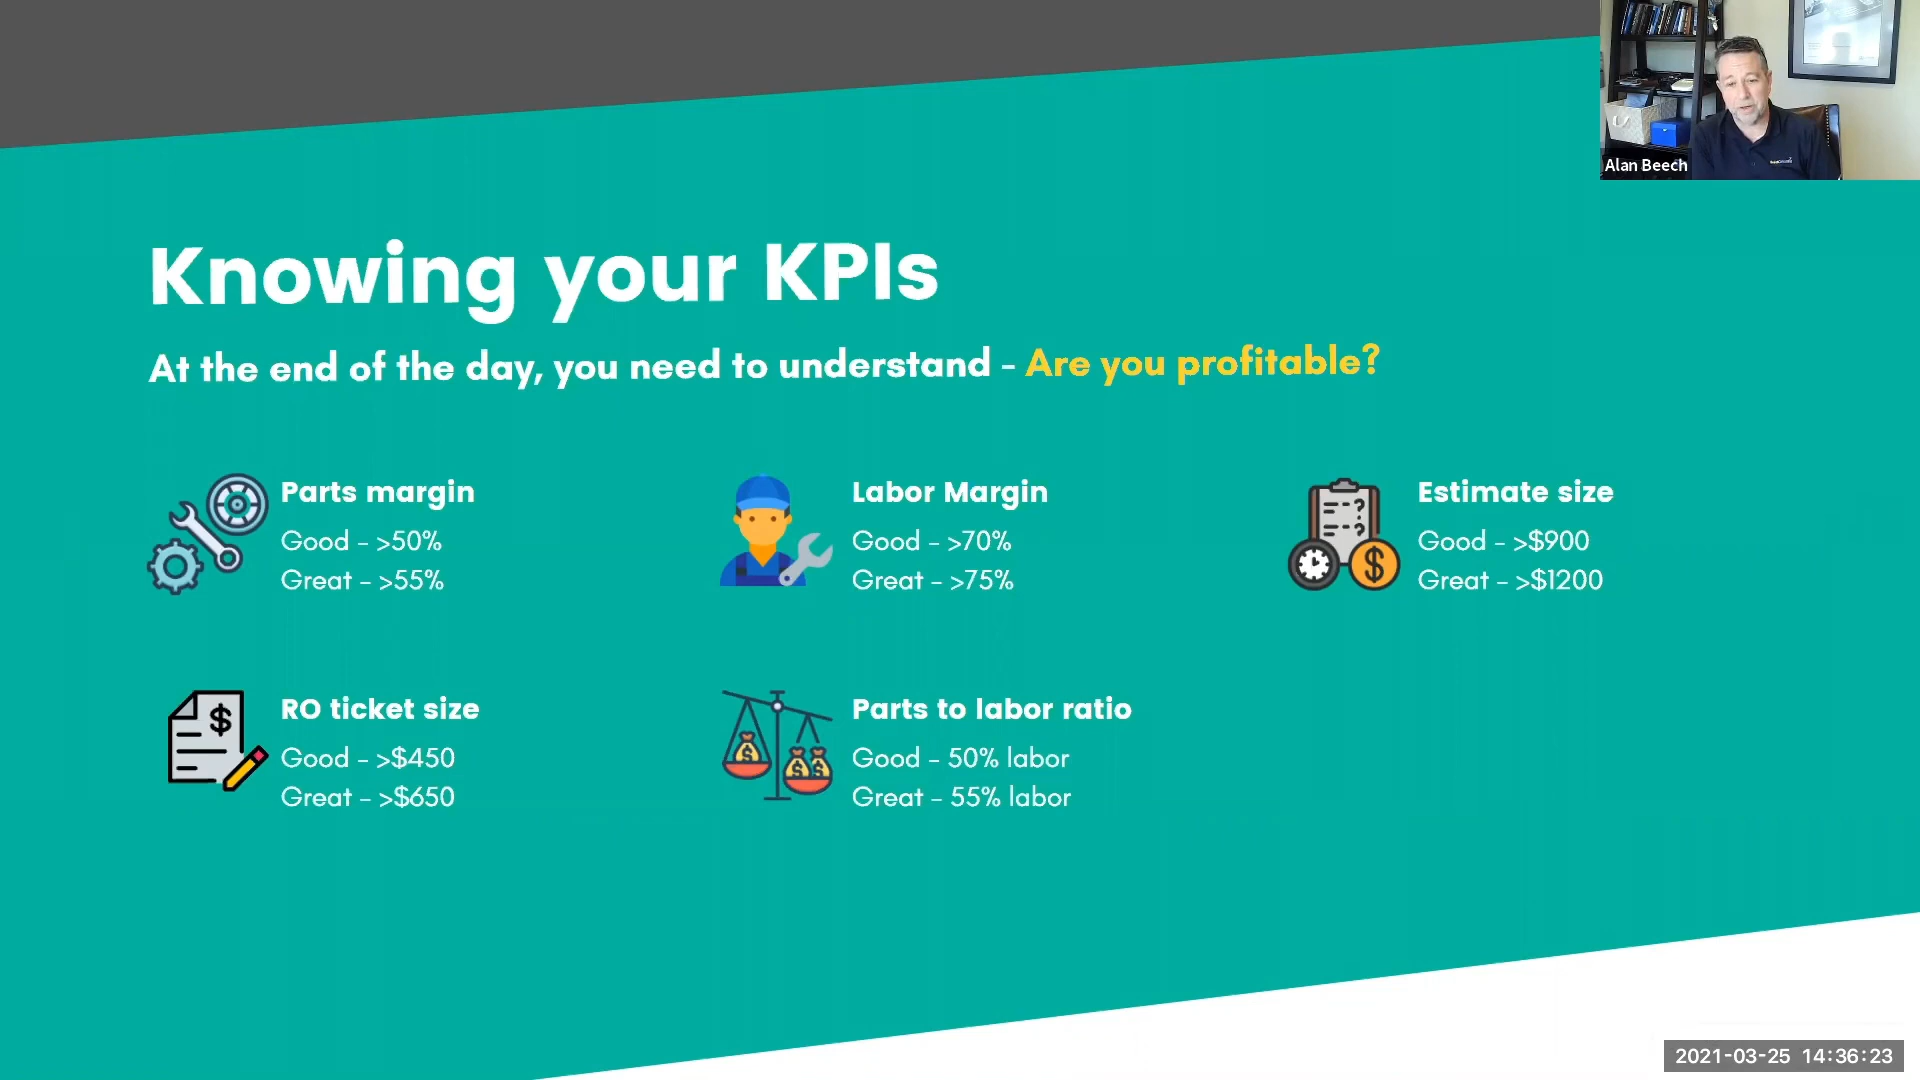 Alan Beech
Knowing your KPIs
At the end of the day, you need to understand - Are you profitable?
Parts margin
Good - >50%
Great - >55%
Labor Margin
Good - >70%
Great - >75%
Estimate size
Good - >$900
Great - >$1200
RO ticket size
Good - >$450
Great - >$650
Parts to labor ratio
Good - 50% labor
Great - 55% labor
2021-03-25 14:36:23